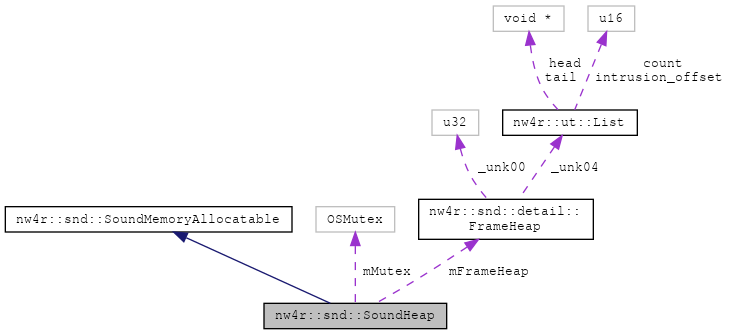 void *
u16
head
tail
count
intrusion_offset
u32
nw4r::ut::List
_unk00
_unk04
nw4r::snd::SoundMemoryAllocatable
OSMutex
nw4r::snd::detail::
FrameHeap
mMutex
mFrameHeap
nw4r::snd::SoundHeap